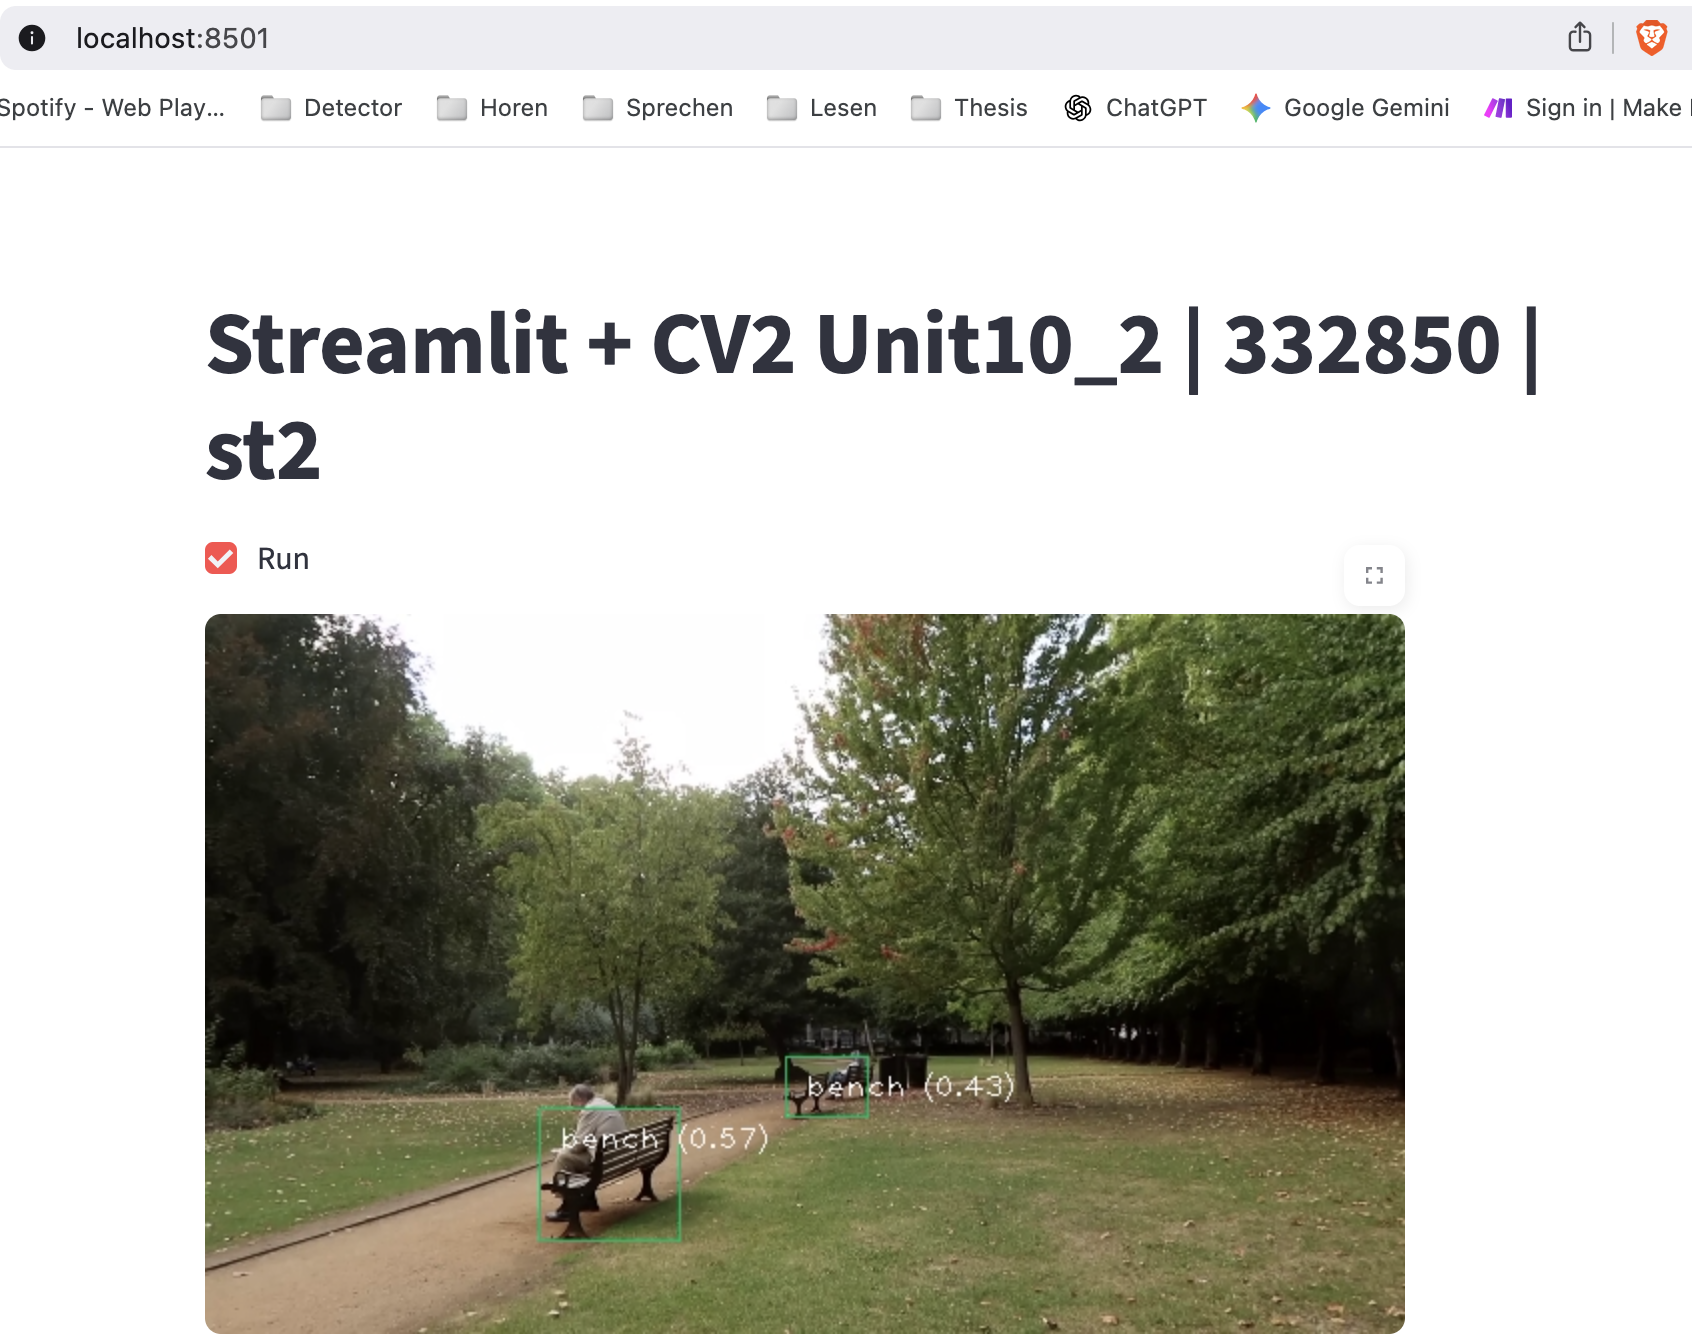 localhost:8501
Spotify - Web Play... Detector Horen Sprechen Lesen Thesis ChatGPT Google Gemini Sign in | Make
Streamlit + CV2 Unit10_2 | 332850 |
st2
Run
bench (0.43)
bench (0.57)